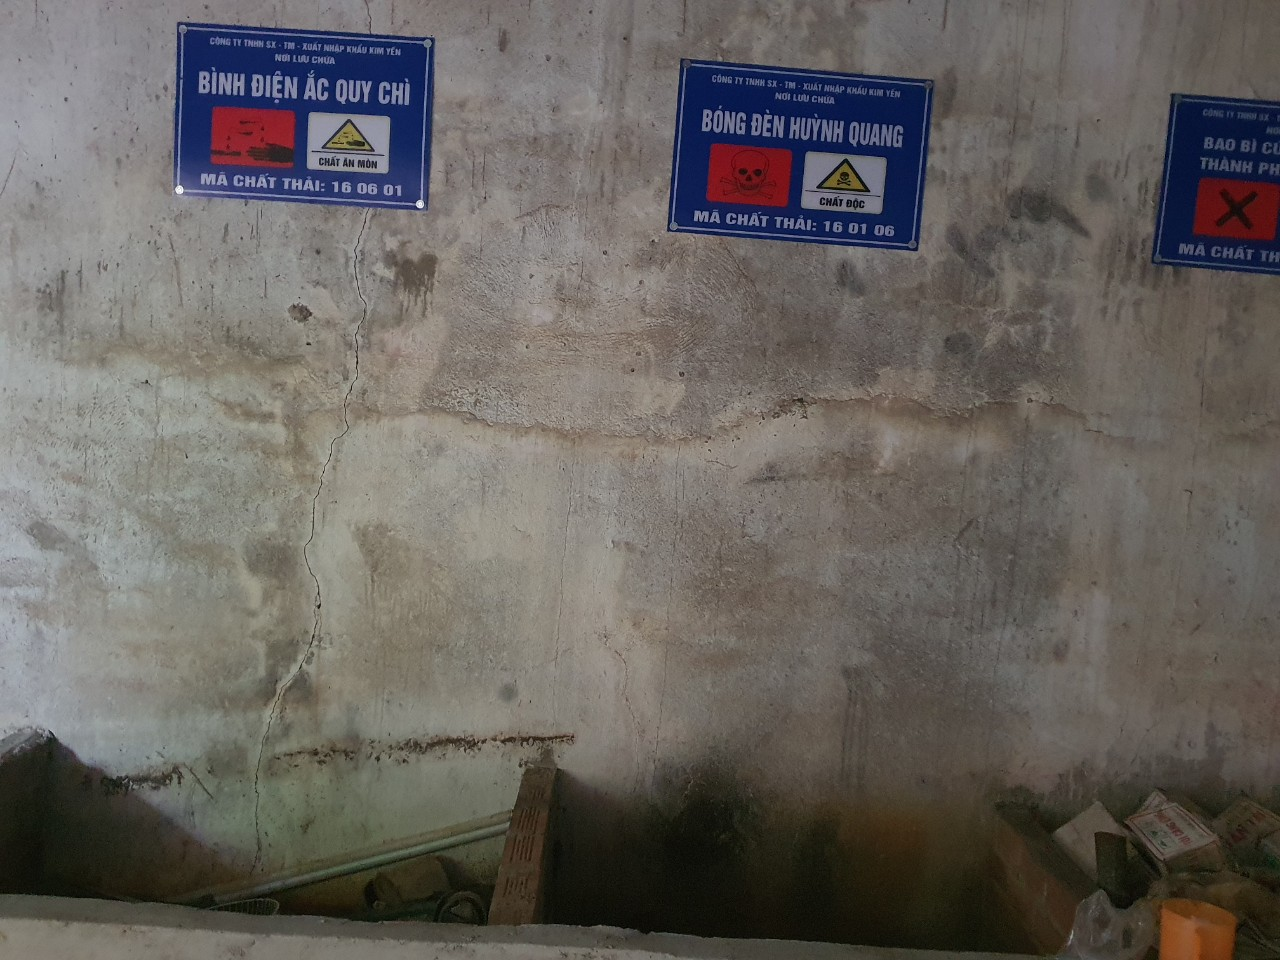 CÔNG TY TNHH SX - TM - XUẤT NHẬP KHẨU KIM YẾN
NƠI LƯU CHỨA
BÌNH ĐIỆN ẮC QUY CHÌ
CHẤT ĂN MÒN
MÃ CHẤT THẢI: 16 06 01
CÔNG TY TNHH SX - TM - XUẤT NHẬP KHẨU KIM YẾN
NƠI LƯU CHỨA
BÓNG ĐÈN HUỲNH QUANG
CHẤT ĐỘC
MÃ CHẤT THẢI: 16 01 06
CÔNG TY TNHH SX -
BAO BÌ
THÀNH
MÃ CHẤT